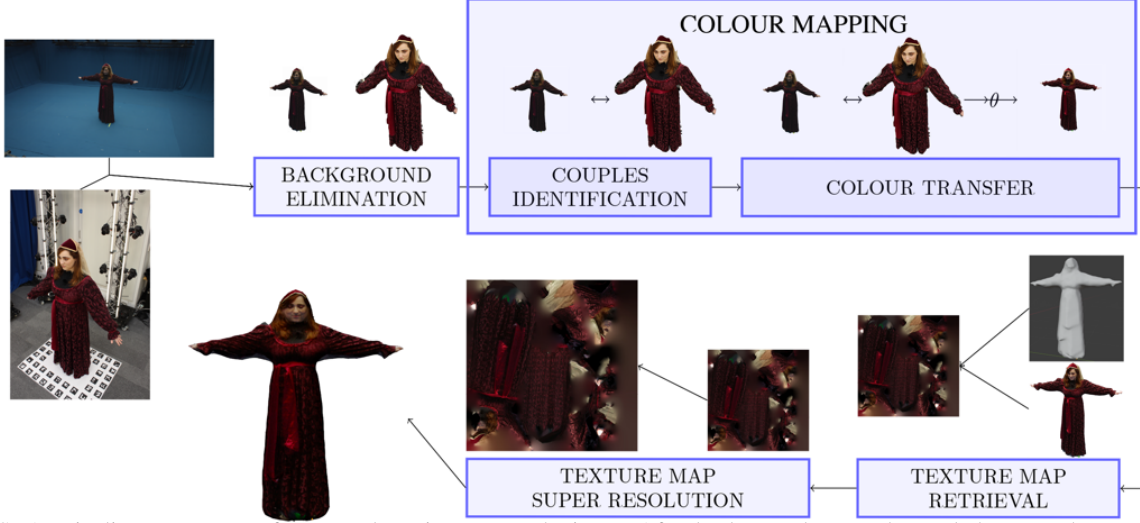 COLOUR MAPPING
θ
BACKGROUND
ELIMINATION
COUPLES
IDENTIFICATION
COLOUR TRANSFER
TEXTURE MAP
SUPER RESOLUTION
TEXTURE MAP
RETRIEVAL